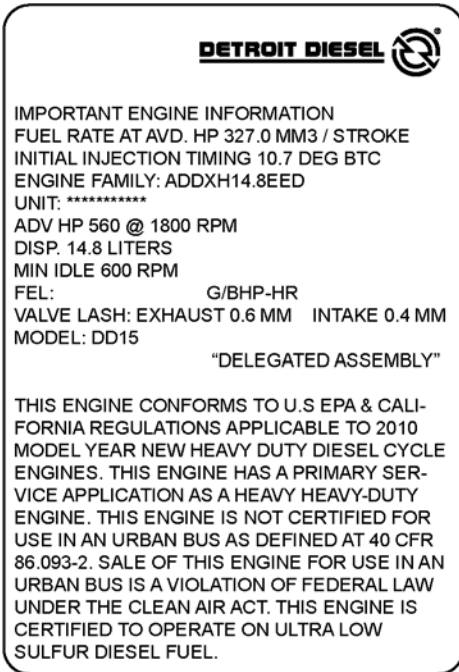 DETROIT DIESEL ®
IMPORTANT ENGINE INFORMATION
FUEL RATE AT AVD. HP 327.0 MM3 / STROKE
INITIAL INJECTION TIMING 10.7 DEG BTC
ENGINE FAMILY: ADDXH14.8EED
UNIT: ***********
ADV HP 560 @ 1800 RPM
DISP. 14.8 LITERS
MIN IDLE 600 RPM
FEL: G/BHP-HR
VALVE LASH: EXHAUST 0.6 MM INTAKE 0.4 MM
MODEL: DD15
“DELEGATED ASSEMBLY”
THIS ENGINE CONFORMS TO U.S EPA & CALI-
FORNIA REGULATIONS APPLICABLE TO 2010
MODEL YEAR NEW HEAVY DUTY DIESEL CYCLE
ENGINES. THIS ENGINE HAS A PRIMARY SER-
VICE APPLICATION AS A HEAVY HEAVY-DUTY
ENGINE. THIS ENGINE IS NOT CERTIFIED FOR
USE IN AN URBAN BUS AS DEFINED AT 40 CFR
86.093-2. SALE OF THIS ENGINE FOR USE IN AN
URBAN BUS IS A VIOLATION OF FEDERAL LAW
UNDER THE CLEAN AIR ACT. THIS ENGINE IS
CERTIFIED TO OPERATE ON ULTRA LOW
SULFUR DIESEL FUEL.